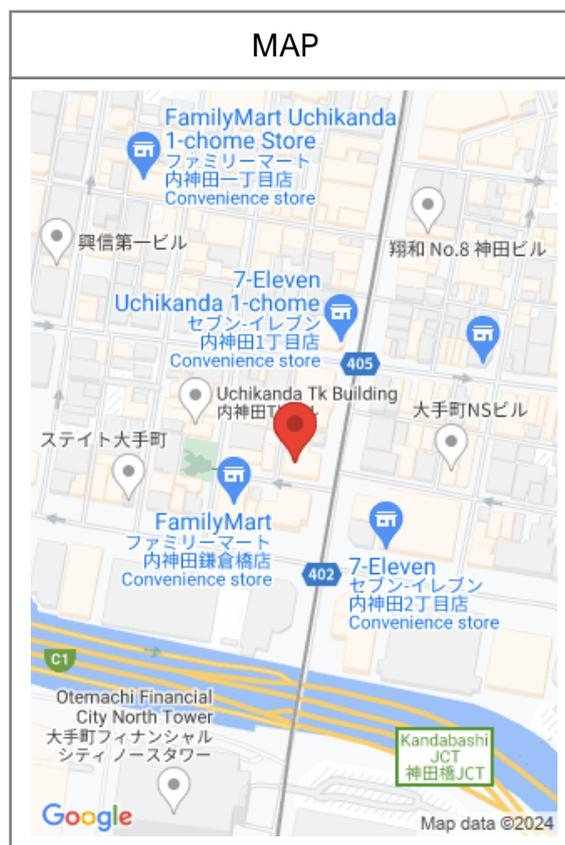 MAP
FamilyMart Uchikanda
1-chome Store
ファミリーマート
内神田一丁目店
Convenience store
興信第一ビル
翔和 No.8 神田ビル
7-Eleven
Uchikanda 1-chome
セブン-イレブン
内神田1丁目店
Convenience store
405
Uchikanda Tk Building
内神田T
ル
大手町NSビル
ステイト大手町
FamilyMart
ファミリーマート
内神田鎌倉橋店
Convenience store
402
7-Eleven
セブン-イレブン
内神田2丁目店
Convenience store
C1
Otemachi Financial
City North Tower
大手町フィナンシャル
シティ ノースタワー
Kandabashi
JCT
神田橋JCT
Google
Map data ©2024